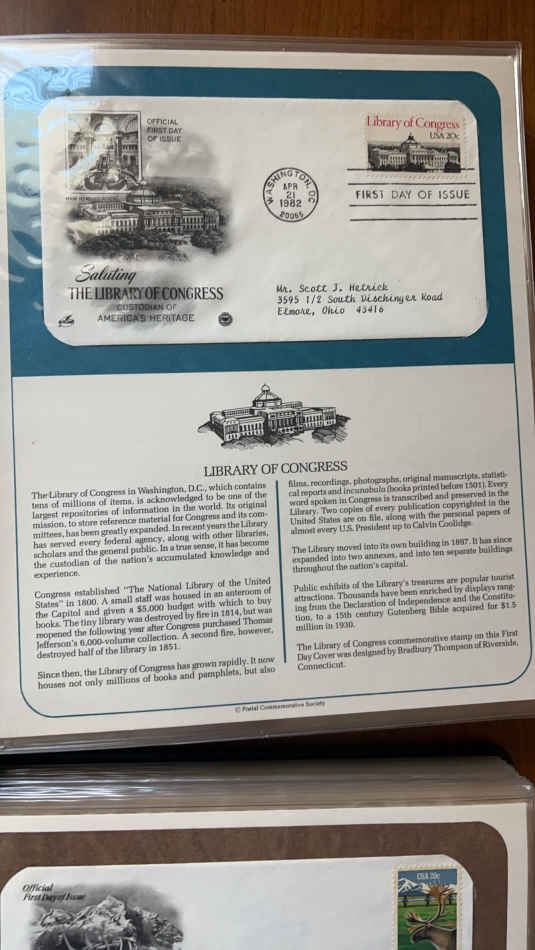 OFFICIAL
FIRST DAY
OF ISSUE
Library of Congress
USA 20c
WASHINGTON, DC
APR
21
1982
20066
FIRST DAY OF ISSUE
Saluting
THE LIBRARY OF CONGRESS
CUSTODIAN OF
AMERICA'S HERITAGE
Mr. Scott J. Hetrick
3595 1/2 South Dischinger Road
Elmore, Ohio 43416
LIBRARY OF CONGRESS
The Library of Congress in Washington, D.C., which contains
tens of millions of items, is acknowledged to be one of the
largest repositories of information in the world. Its original
mission, to store reference material for Congress and its com-
mittees, has been greatly expanded. In recent years the Library
has served every federal agency, along with other libraries,
scholars and the general public. In a true sense, it has become
the custodian of the nation's accumulated knowledge and
experience.
Congress established "The National Library of the United
States" in 1800. A small staff was housed in an anteroom of
the Capitol and given a $5,000 budget with which to buy
books. The tiny library was destroyed by fire in 1814, but was
reopened the following year after Congress purchased Thomas
Jefferson's 6,000-volume collection. A second fire, however,
destroyed half of the library in 1851.
Since then, the Library of Congress has grown rapidly. It now
houses not only millions of books and pamphlets, but also
films, recordings, photographs, original manuscripts, statisti-
cal reports and incunabula (books printed before 1501). Every
word spoken in Congress is transcribed and preserved in the
Library. Two copies of every publication copyrighted in the
United States are on file, along with the personal papers of
almost every U.S. President up to Calvin Coolidge.
The Library moved into its own building in 1897. It has since
expanded into two annexes, and into ten separate buildings
throughout the nation's capital.
Public exhibits of the Library's treasures are popular tourist
attractions. Thousands have been enriched by displays rang-
ing from the Declaration of Independence and the Constitu-
tion, to a 15th century Gutenberg Bible acquired for $1.5
million in 1930.
The Library of Congress commemorative stamp on this First
Day Cover was designed by Bradbury Thompson of Riverside,
Connecticut.
© Postal Commemorative Society
Official
First Day of Issue
USA 20c